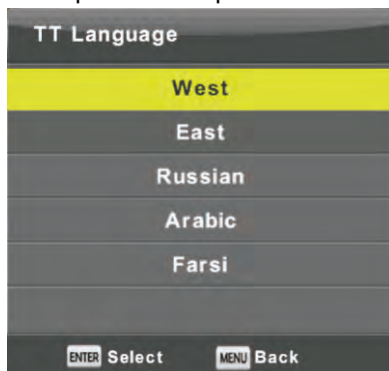 TT Language
West
East
Russian
Arabic
Farsi
ENTER Select MENU Back